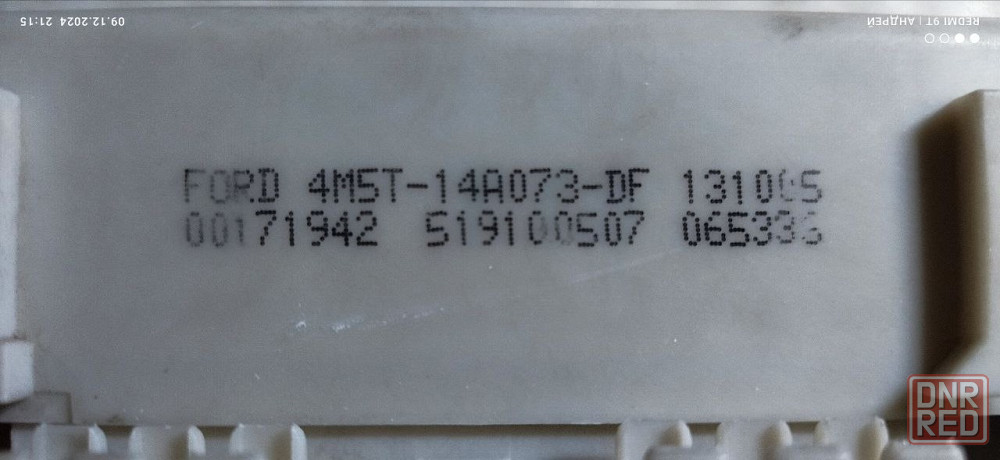 09.12.2024 21:15
REDMI 9T | АНДРЕЙ
FORD 4M5T-14A073-DF 131005
00171942 519100507 065336
DNR
RED